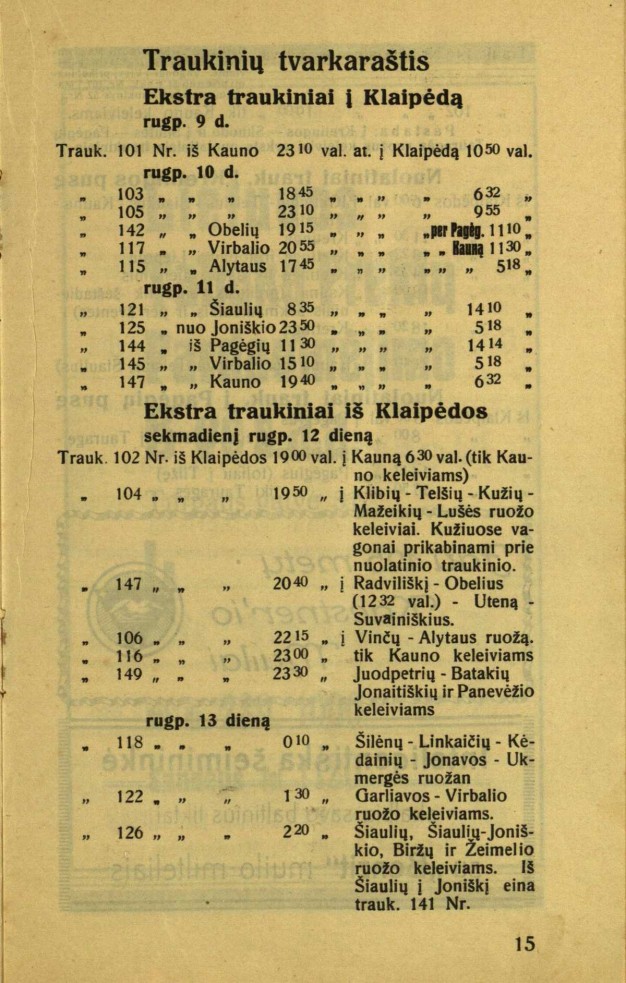 Traukinių tvarkaraštis
Ekstra traukiniai į Klaipėdą
rugp. 9 d.
Trauk. 101 Nr. iš Kauno 23 10 val. at. į Klaipėdą 10 50 val.
rugp. 10 d.
„ 103 „ „ „ 18 45 „ „ „ „ 6 32 „
„ 105 „ „ „ 23 10 „ „ „ „ 9 55 „
„ 142 „ „ Obelių 19 15 „ „ „ „ per Pagėg. 11 10 „
„ 117 „ „ Virbalio 20 55 „ „ „ „ „ Kauną 11 30 „
„ 115 „ „ Alytaus 17 45 „ „ „ „ „ „ 5 18 „
rugp. 11 d.
„ 121 „ „ Šiaulių 8 35 „ „ „ „ 14 10 „
„ 125 „ nuo Joniškio 23 50 „ „ „ „ 5 18 „
„ 144 „ iš Pagėgių 11 30 „ „ „ „ 14 14 „
„ 145 „ „ Virbalio 15 10 „ „ „ „ 5 18 „
„ 147 „ „ Kauno 19 40 „ „ „ „ 6 32 „
Ekstra traukiniai iš Klaipėdos
sekmadienį rugp. 12 dieną
Trauk. 102 Nr. iš Klaipėdos 19 00 val. į Kauną 6 30 val. (tik Kau-
no keleiviams)
„ 104 „ „ „ 19 50 „ į Klibių - Telšių - Kužių -
Mažeikių - Lušės ruožo
keleiviai. Kužiuose va-
gonai prikabinami prie
nuolatinio traukinio.
„ 147 „ „ „ 20 40 „ į Radviliškį - Obelius
(12 32 val.) - Uteną -
Suvainiškius.
„ 106 „ „ „ 22 15 „ į Vinčų - Alytaus ruožą.
„ 116 „ „ „ 23 00 „ tik Kauno keleiviams
„ 149 „ „ „ 23 30 „ Juodpetrių - Batakių
Jonaitiškių ir Panevėžio
keleiviams
rugp. 13 dieną
„ 118 „ „ „ 0 10 „ Šilėnų - Linkaičių - Kė-
dainių - Jonavos - Uk-
mergės ruožan
„ 122 „ „ „ 1 30 „ Garliavos - Virbalio
ruožo keleiviams.
„ 126 „ „ „ 2 20 „ Šiaulių, Šiaulių-Joniš-
kio, Biržų ir Žeimelio
ruožo keleiviams. Iš
Šiaulių į Joniškį eina
trauk. 141 Nr.
15